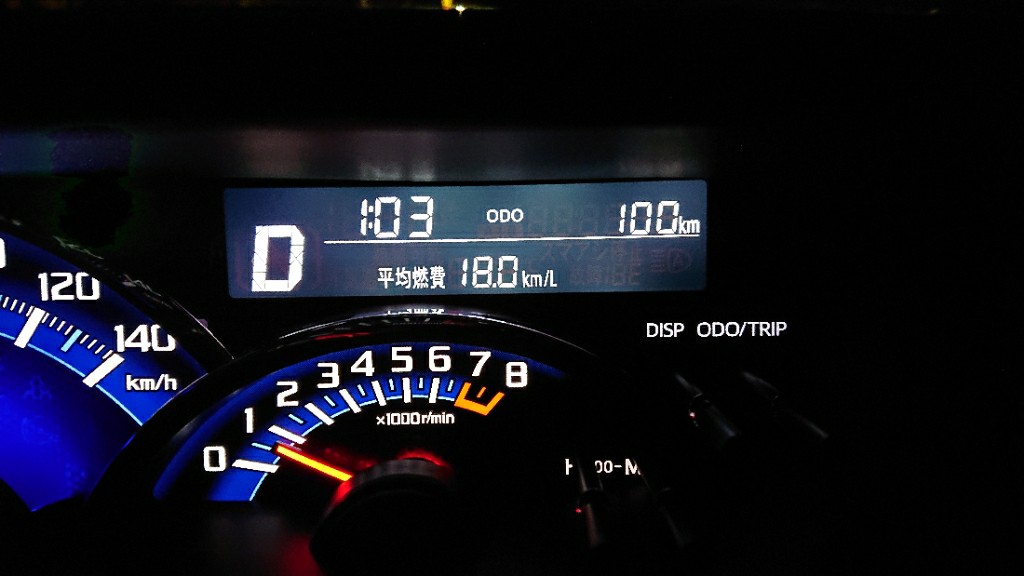 1:03 ODO 100km
D
平均燃費 18.0km/L
120
140
km/h
DISP ODO/TRIP
0 1 2 3 4 5 6 7 8
×1000r/min